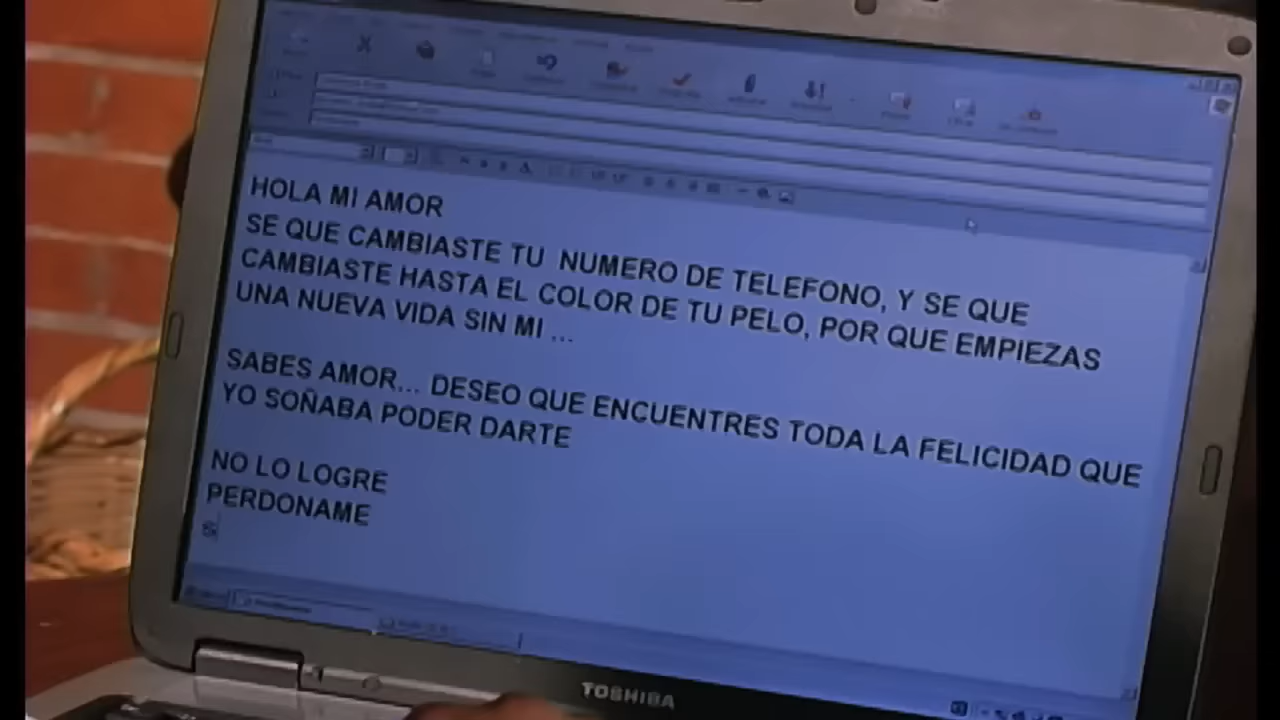 HOLA MI AMOR
SE QUE CAMBIASTE TU NUMERO DE TELEFONO, Y SE QUE
CAMBIASTE HASTA EL COLOR DE TU PELO, POR QUE EMPIEZAS
UNA NUEVA VIDA SIN MI ...
SABES AMOR... DESEO QUE ENCUENTRES TODA LA FELICIDAD QUE
YO SOÑABA PODER DARTE
NO LO LOGRE
PERDONAME
TOSHIBA